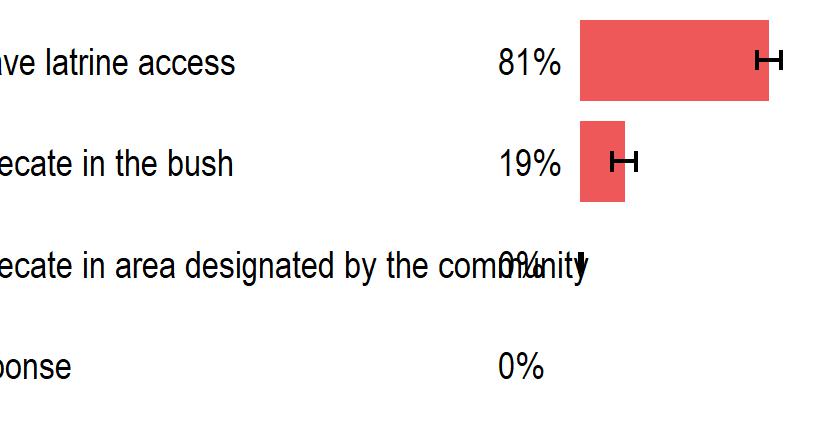 ave latrine access 81%
ecate in the bush 19%
ecate in area designated by the community 0%
ponse 0%